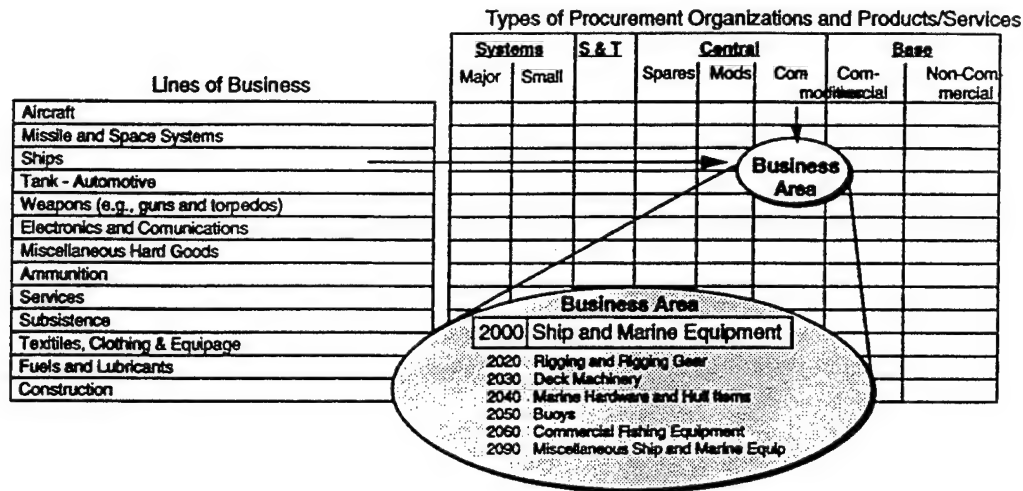 Types of Procurement Organizations and Products/Services
Systems S & T Central Base
Lines of Business
Major Small Spares Mods Com Com- Non-Com
mercial
Aircraft
Missile and Space Systems
Ships
Tank - Automotive
Weapons (e.g., guns and torpedos)
Electronics and Comunications
Miscellaneous Hard Goods
Ammunition
Services
Subsistence
Textiles, Clothing & Equipage
Fuels and Lubricants
Construction
Business
Area
Business Area
2000 Ship and Marine Equipment
2020 Rigging and Rigging Gear
2030 Deck Machinery
2040 Marine Hardware and Hull Items
2050 Buoys
2060 Commercial Fishing Equipment
2090 Miscellaneous Ship and Marine Equip